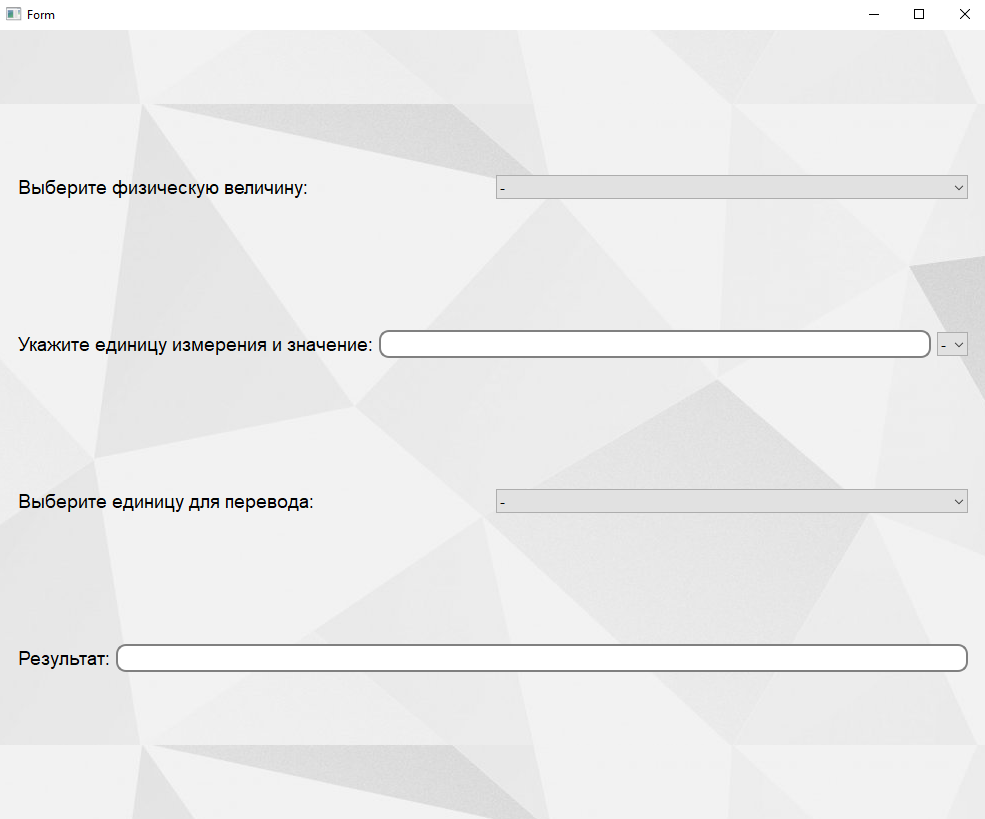 Form
Выберите физическую величину: -
Укажите единицу измерения и значение: -
Выберите единицу для перевода: -
Результат: